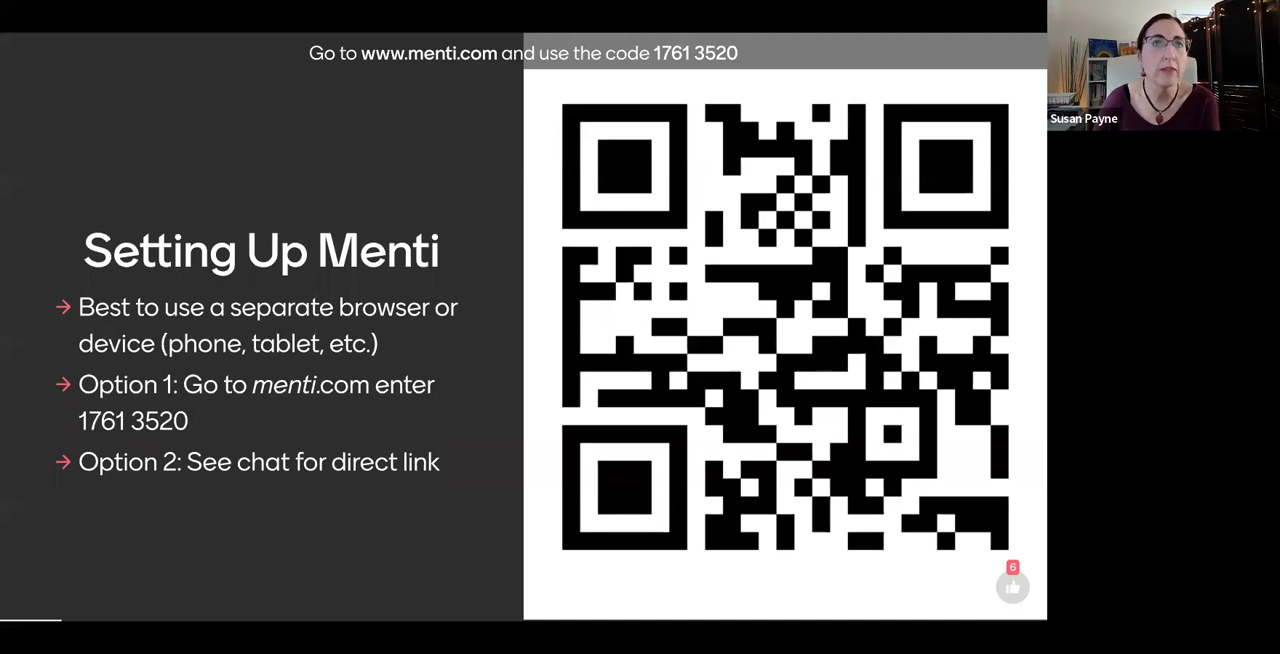 Go to www.menti.com and use the code 1761 3520
Susan Payne
Setting Up Menti
→ Best to use a separate browser or
device (phone, tablet, etc.)
→ Option 1: Go to menti.com enter
1761 3520
→ Option 2: See chat for direct link
6